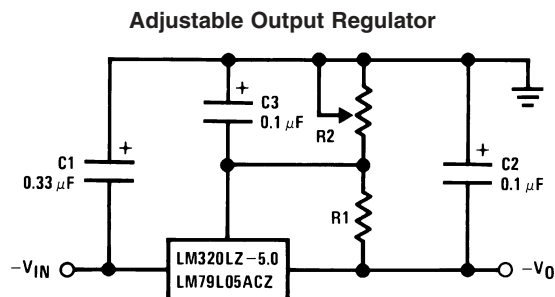 Adjustable Output Regulator
+
C3
0.1 μF
R2
+
C1
0.33 μF
+
C2
0.1 μF
R1
–VIN
LM320LZ–5.0
LM79L05ACZ
–VO